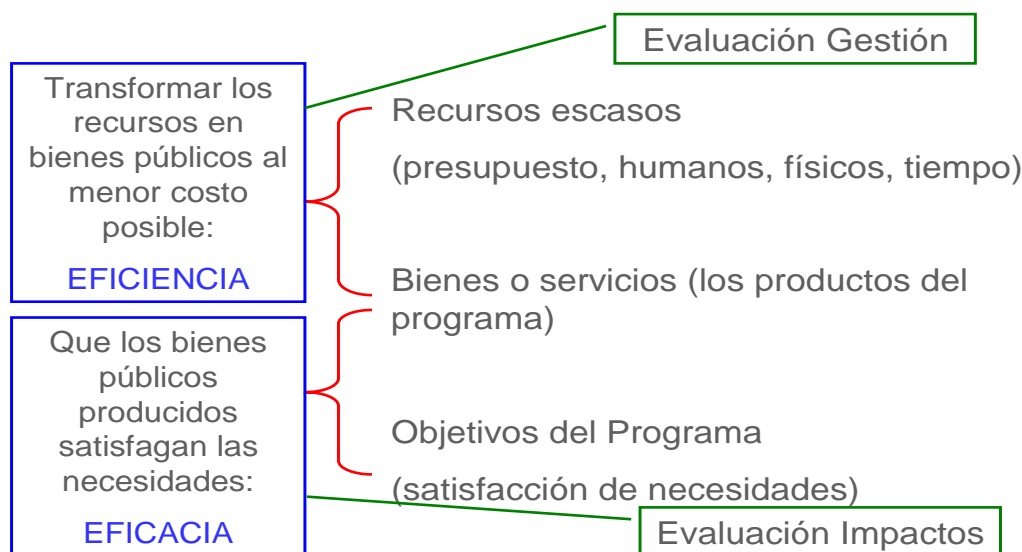 Evaluación Gestión
Transformar los
recursos en
bienes públicos al
menor costo
posible:
EFICIENCIA
Recursos escasos
(presupuesto, humanos, físicos, tiempo)
Bienes o servicios (los productos del
programa)
Que los bienes
públicos
producidos
satisfagan las
necesidades:
EFICACIA
Objetivos del Programa
(satisfacción de necesidades)
Evaluación Impactos